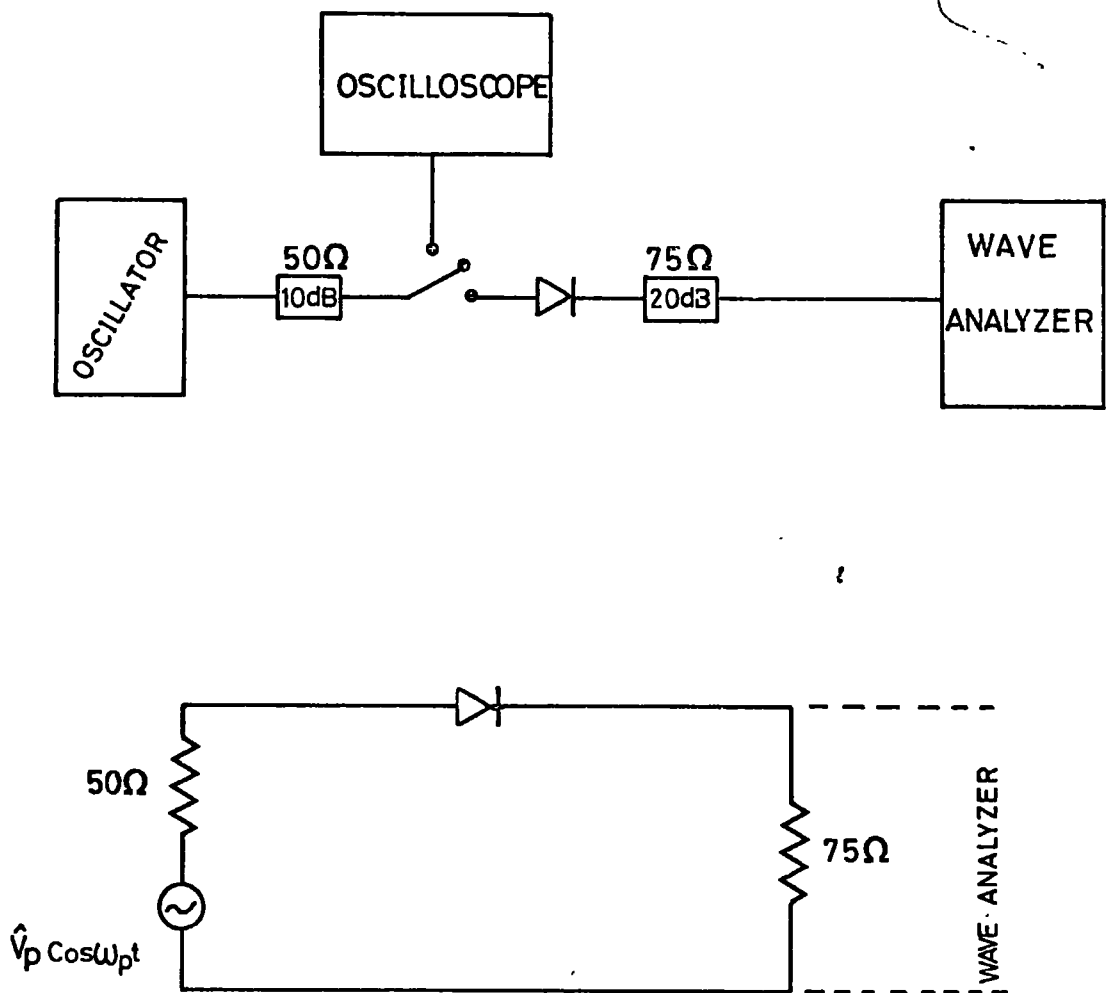 OSCILLOSCOPE
OSCILLATOR
50Ω
10dB
75Ω
20dB
WAVE
ANALYZER
50Ω
75Ω
V̂p Cosωpt
WAVE· ANALYZER